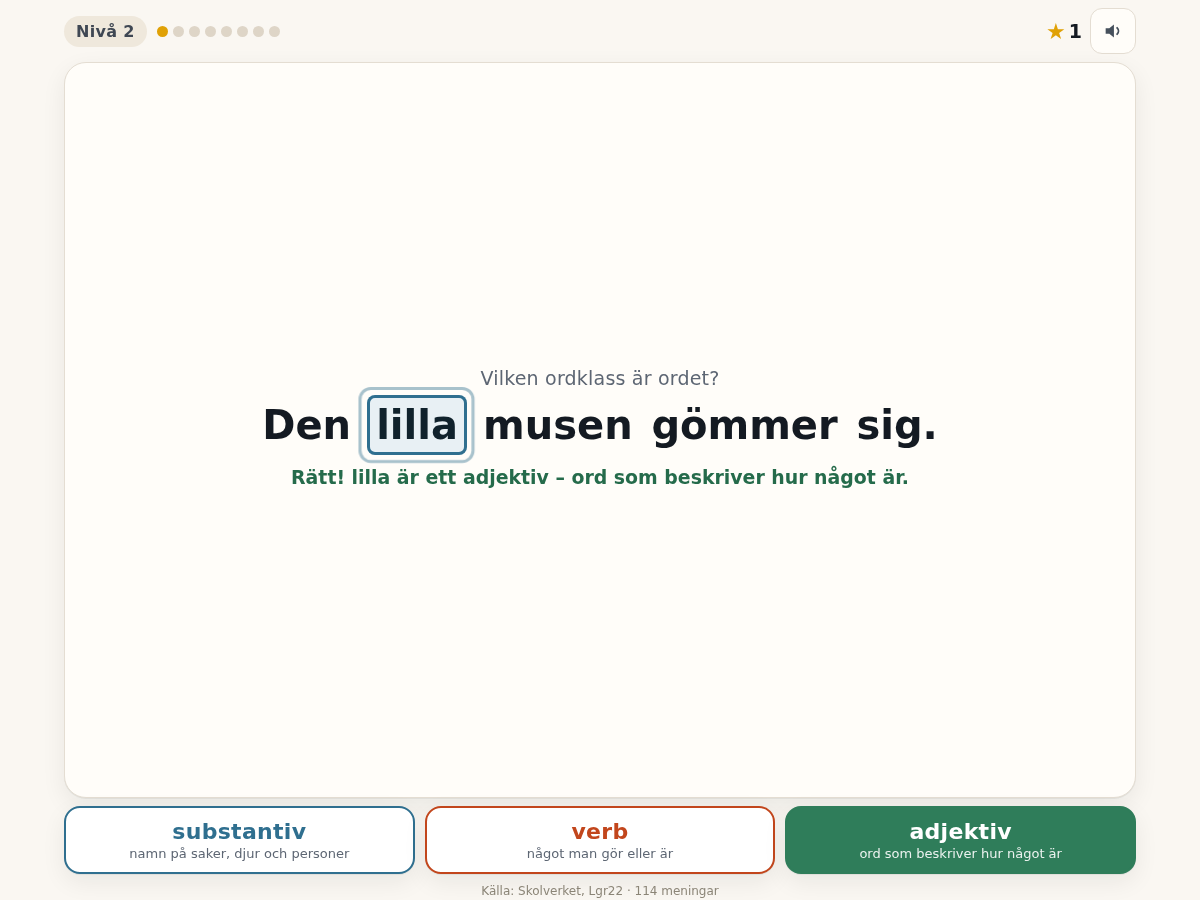 Nivå 2
★ 1
Vilken ordklass är ordet?
Den lilla musen gömmer sig.
Rätt! lilla är ett adjektiv – ord som beskriver hur något är.
substantiv
namn på saker, djur och personer
verb
något man gör eller är
adjektiv
ord som beskriver hur något är
Källa: Skolverket, Lgr22 · 114 meningar